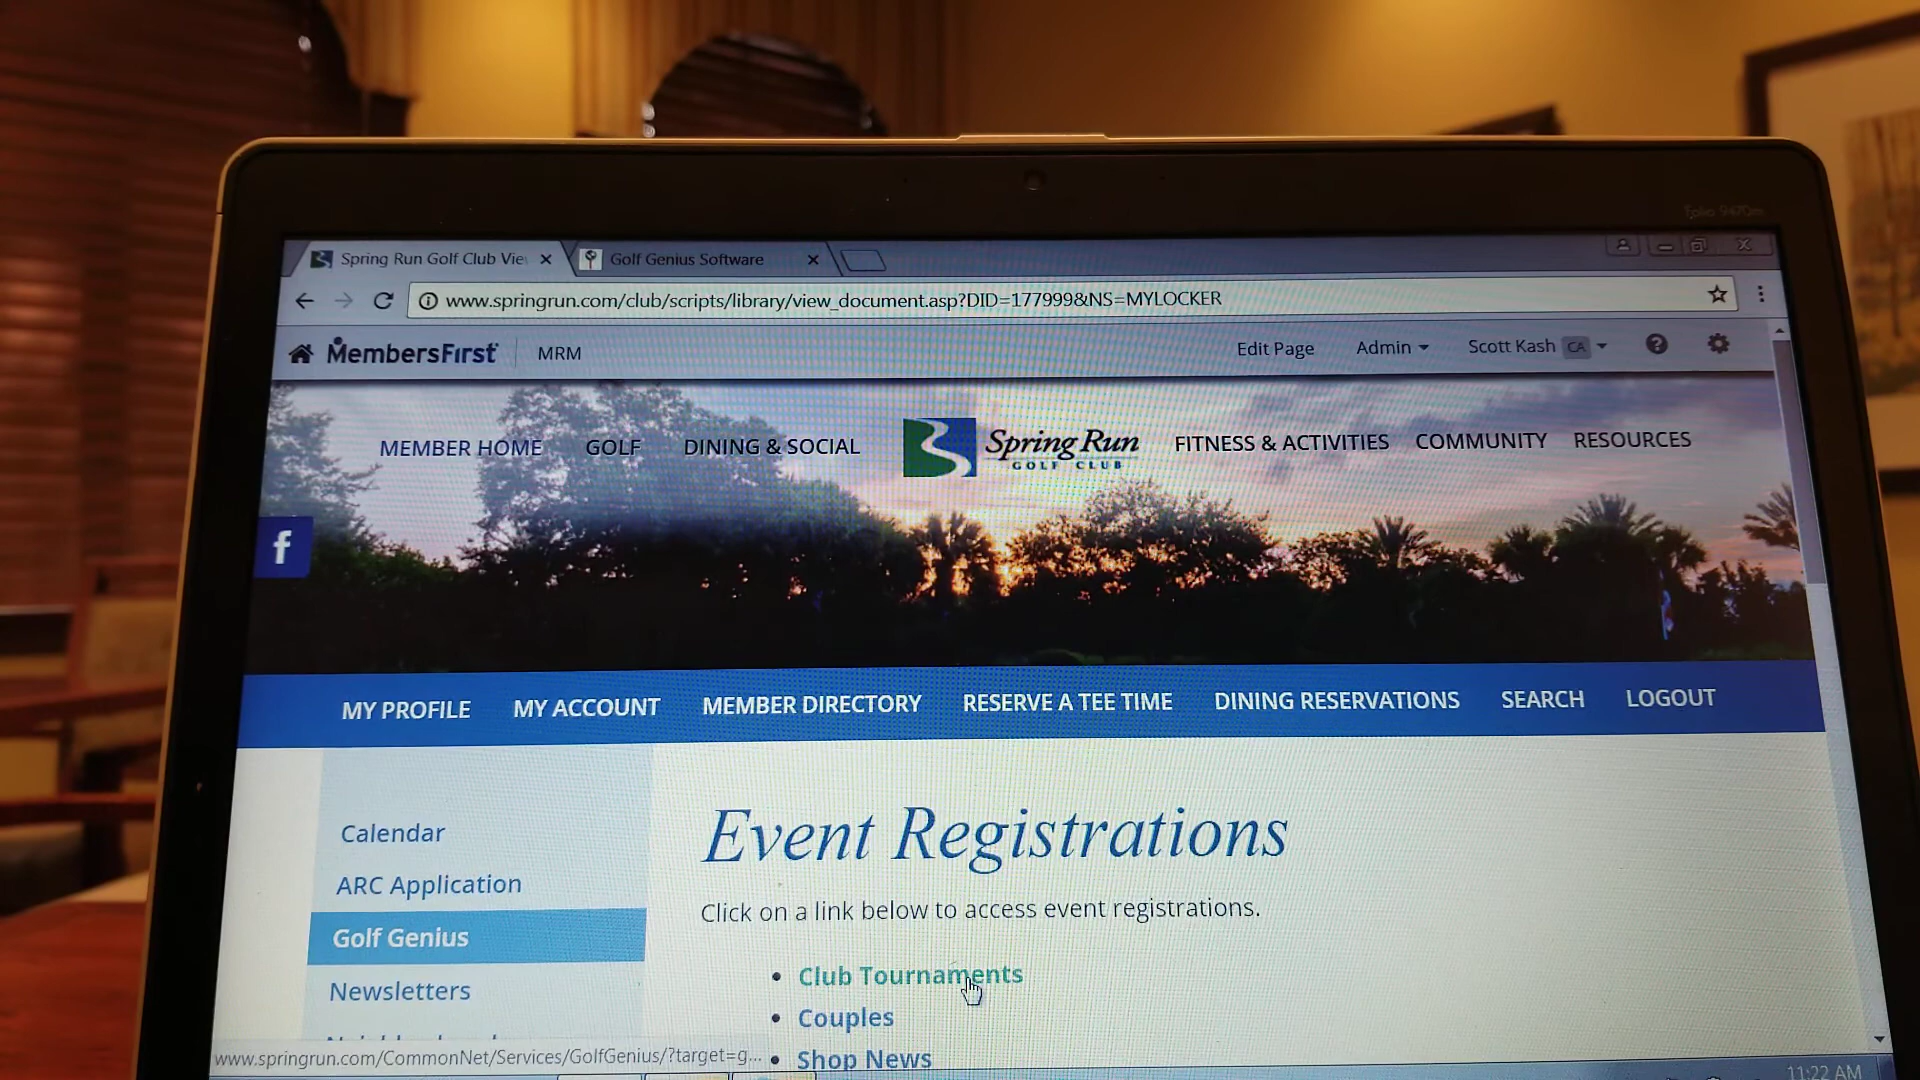 Folio 9470m
Spring Run Golf Club Vie
Golf Genius Software
www.springrun.com/club/scripts/library/view_document.asp?DID=177999&NS=MYLOCKER
MembersFirst
MRM
Edit Page
Admin
Scott Kash CA
MEMBER HOME
GOLF
DINING & SOCIAL
Spring Run
GOLF CLUB
FITNESS & ACTIVITIES
COMMUNITY
RESOURCES
f
MY PROFILE
MY ACCOUNT
MEMBER DIRECTORY
RESERVE A TEE TIME
DINING RESERVATIONS
SEARCH
LOGOUT
Calendar
ARC Application
Golf Genius
Newsletters
Event Registrations
Click on a link below to access event registrations.
• Club Tournaments
• Couples
• Shop News
www.springrun.com/CommonNet/Services/GolfGenius/?target=g...
11:22 AM